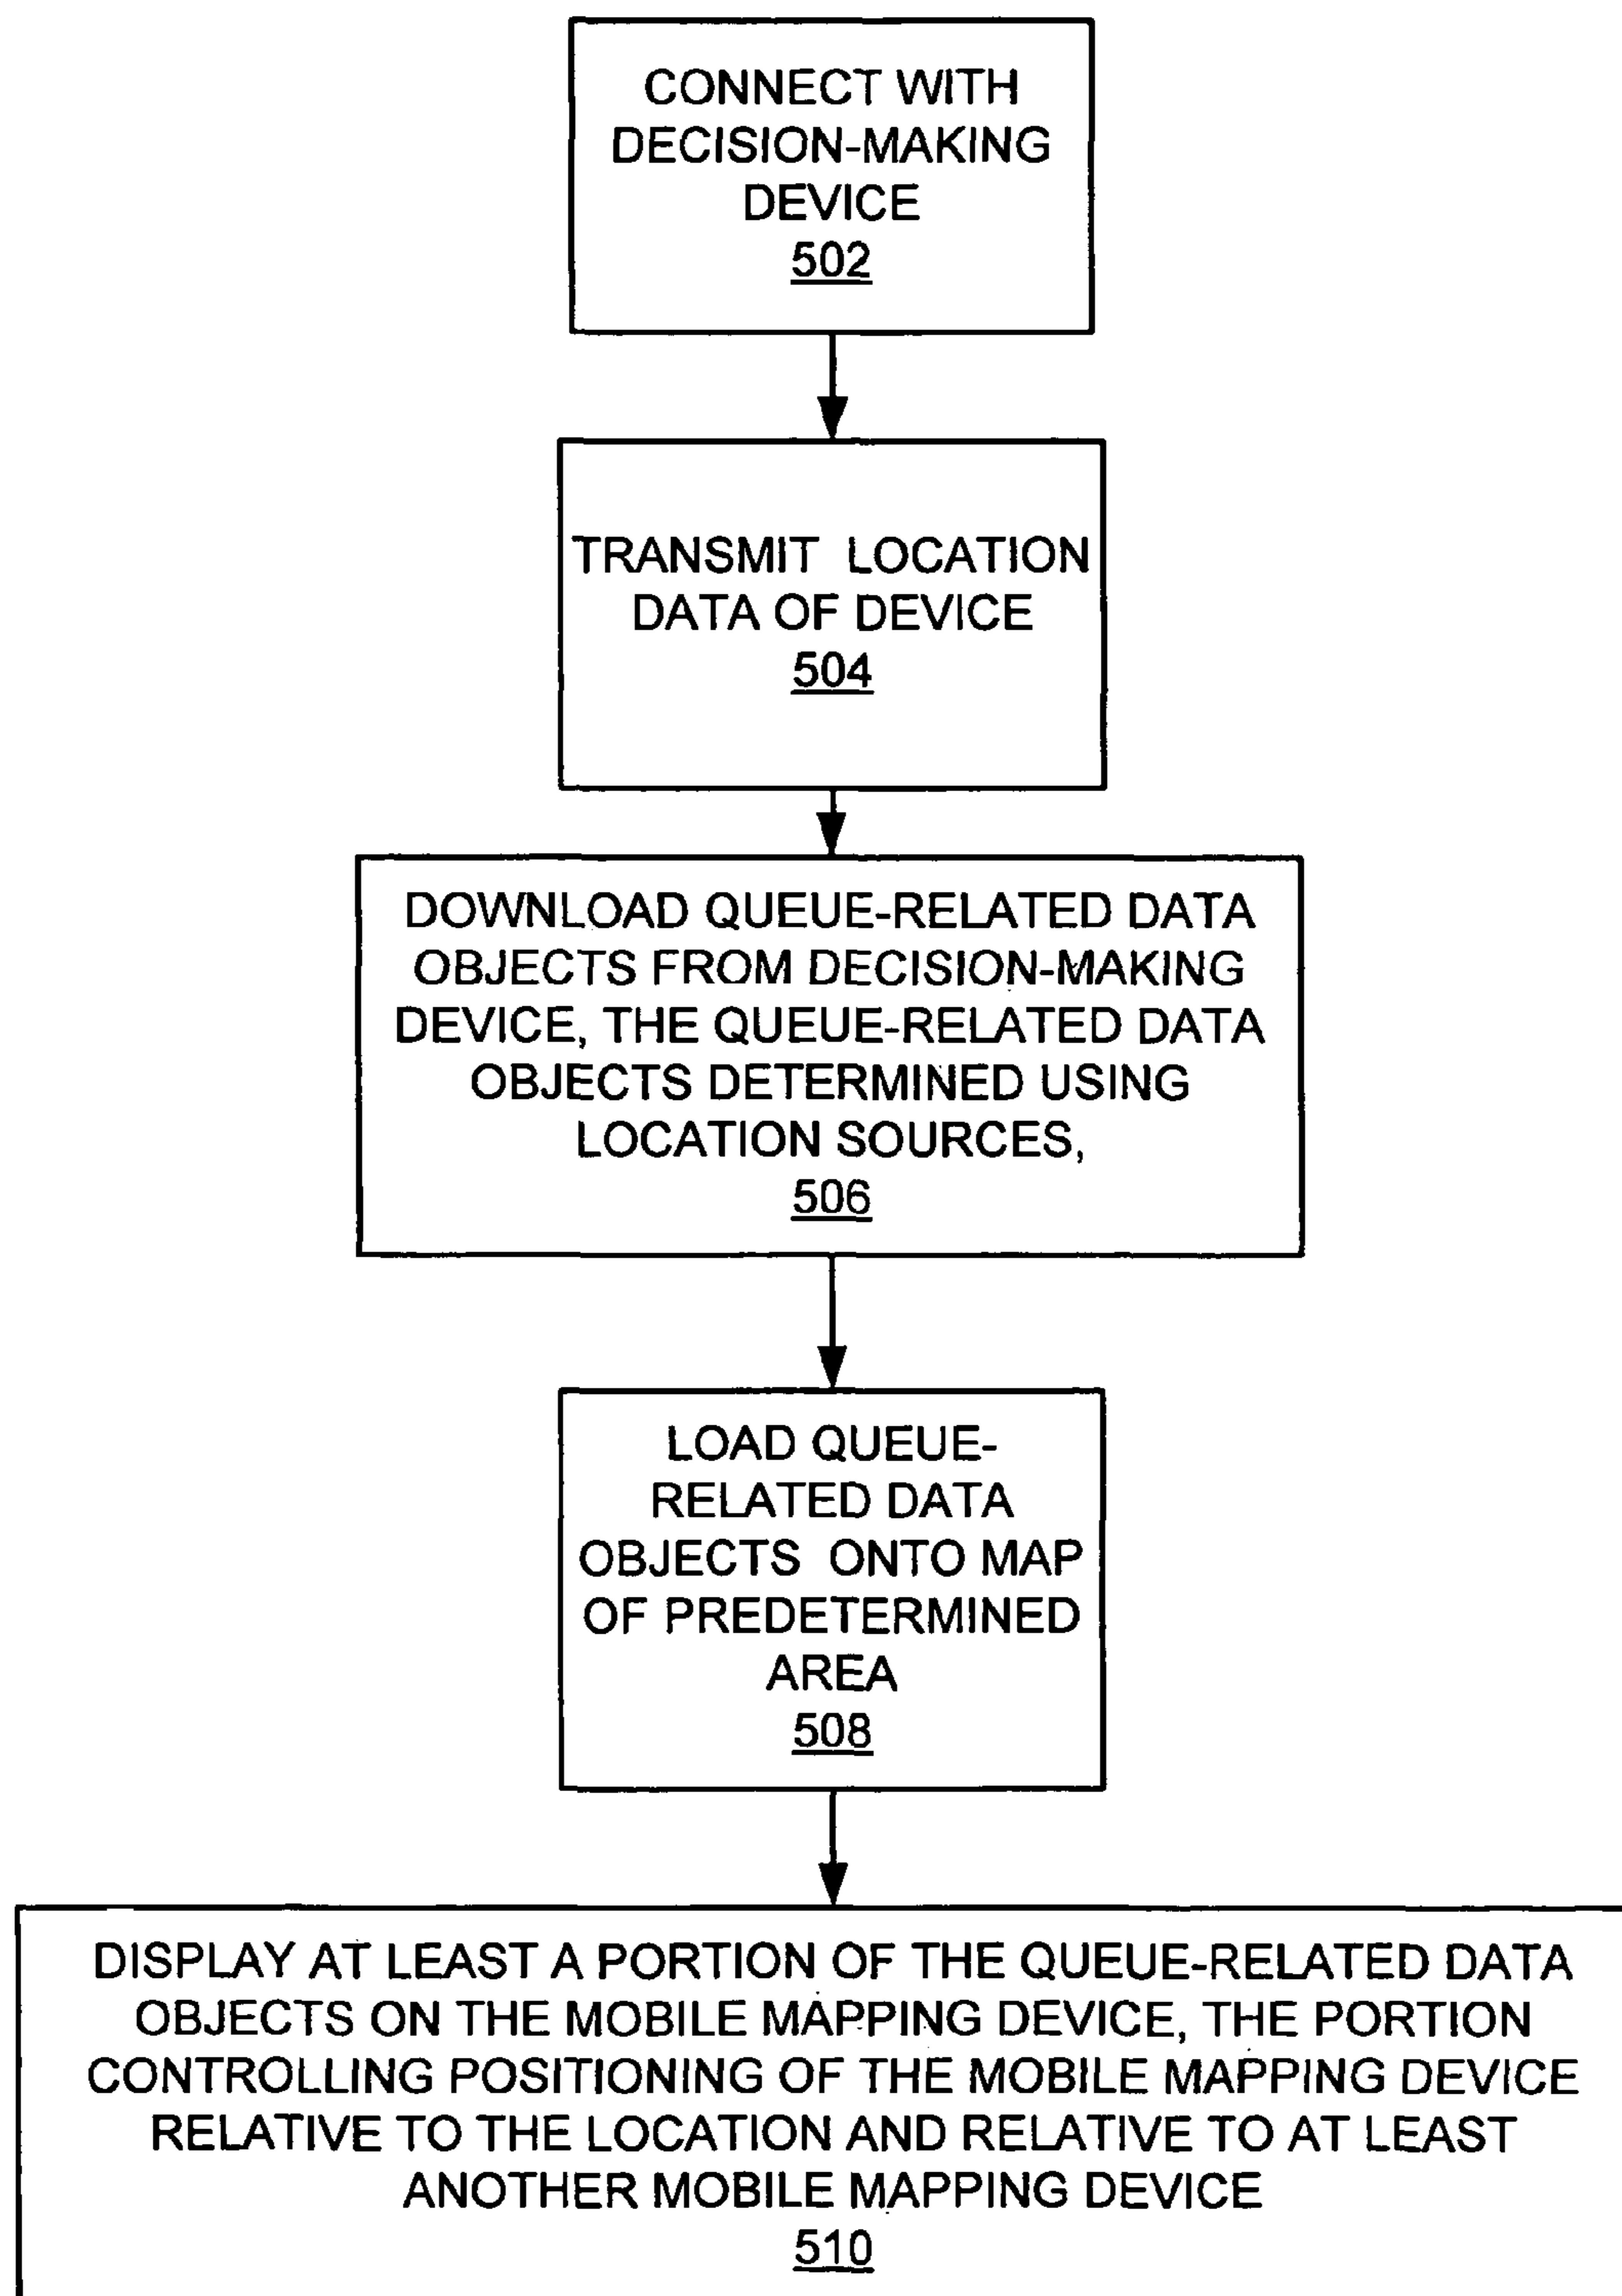 CONNECT WITH
DECISION-MAKING
DEVICE
502
TRANSMIT LOCATION
DATA OF DEVICE
504
DOWNLOAD QUEUE-RELATED DATA
OBJECTS FROM DECISION-MAKING
DEVICE, THE QUEUE-RELATED DATA
OBJECTS DETERMINED USING
LOCATION SOURCES,
506
LOAD QUEUE-
RELATED DATA
OBJECTS ONTO MAP
OF PREDETERMINED
AREA
508
DISPLAY AT LEAST A PORTION OF THE QUEUE-RELATED DATA
OBJECTS ON THE MOBILE MAPPING DEVICE, THE PORTION
CONTROLLING POSITIONING OF THE MOBILE MAPPING DEVICE
RELATIVE TO THE LOCATION AND RELATIVE TO AT LEAST
ANOTHER MOBILE MAPPING DEVICE
510